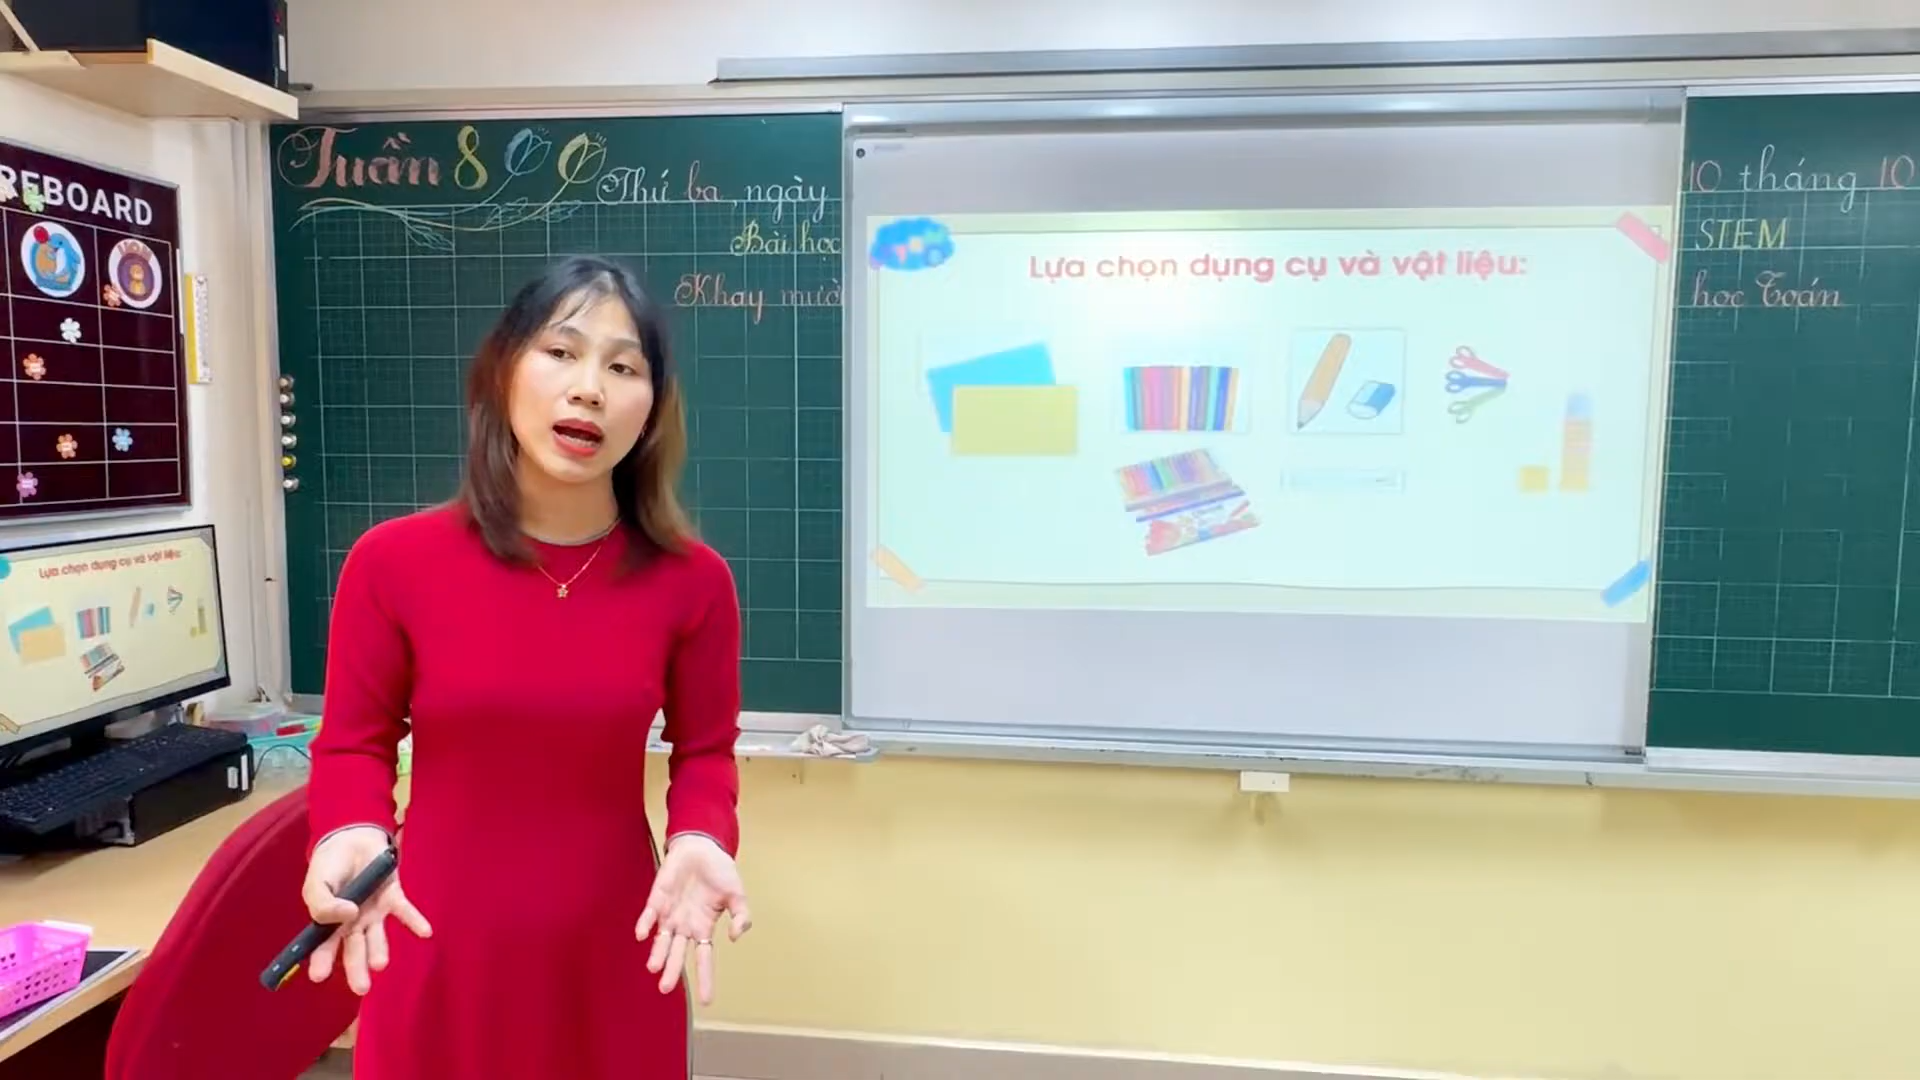 REBOARD
Tuần 8
Thứ ba, ngày 10 tháng 10
Bài học STEM
Khay mườ học Toán
Lựa chọn dụng cụ và vật liệu:
Lựa chọn dụng cụ và vật liệu: